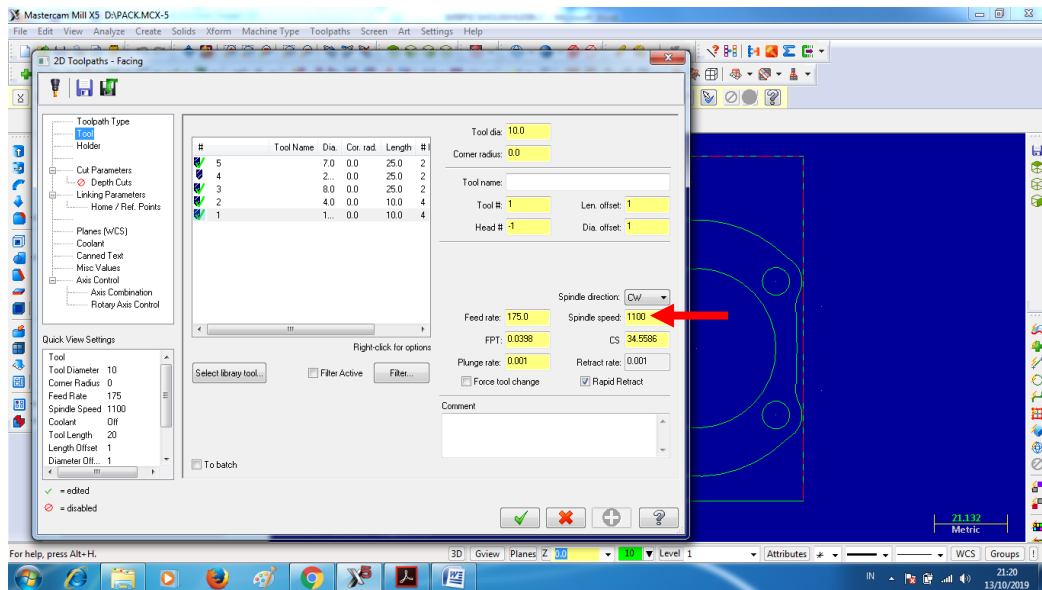 Mastercam Mill X5 D:\PACK.MCX-5
File Edit View Analyze Create Solids Xform Machine Type Toolpaths Screen Art Settings Help
2D Toolpaths - Facing
Toolpath Type
Tool
Holder
Cut Parameters
Depth Cuts
Linking Parameters
Home / Ref. Points
Planes (WCS)
Coolant
Canned Text
Misc Values
Axis Control
Axis Combination
Rotary Axis Control
Quick View Settings
Tool
Tool Diameter 10
Corner Radius 0
Feed Rate 175
Spindle Speed 1100
Coolant Off
Tool Length 20
Length Offset 1
Diameter Off... 1
= edited
= disabled
# Tool Name Dia. Cor. rad. Length #
5 7.0 0.0 25.0 2
4 2... 0.0 25.0 2
3 8.0 0.0 25.0 2
2 4.0 0.0 10.0 4
1 1... 0.0 10.0 4
Right-click for options
Select library tool...
Filter Active
Filter...
To batch
Tool dia: 10.0
Corner radius: 0.0
Tool name:
Tool #: 1 Len. offset: 1
Head # -1 Dia. offset: 1
Spindle direction: CW
Feed rate: 175.0 Spindle speed: 1100
FPT: 0.0398 CS 34.5586
Plunge rate: 0.001 Retract rate: 0.001
Force tool change Rapid Retract
Comment
21.132
Metric
For help, press Alt+H.
3D Gview Planes Z 0.0 10 Level 1 Attributes WCS Groups
IN
21:20
13/10/2019